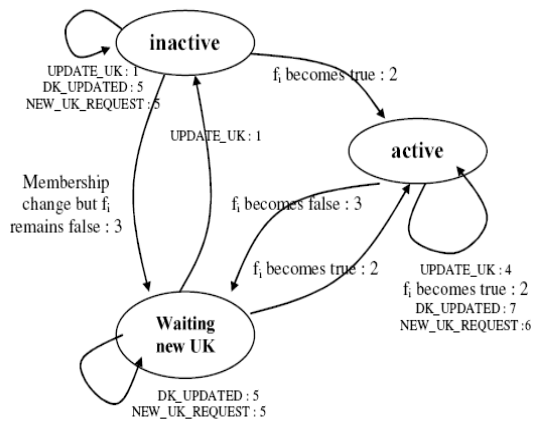 inactive
UPDATE_UK : 1
DK_UPDATED : 5
NEW_UK_REQUEST : 5
fi becomes true : 2
UPDATE_UK : 1
active
Membership
change but fi
remains false : 3
fi becomes false : 3
fi becomes true : 2
UPDATE_UK : 4
fi becomes true : 2
DK_UPDATED : 7
NEW_UK_REQUEST :6
Waiting
new UK
DK_UPDATED : 5
NEW_UK_REQUEST : 5